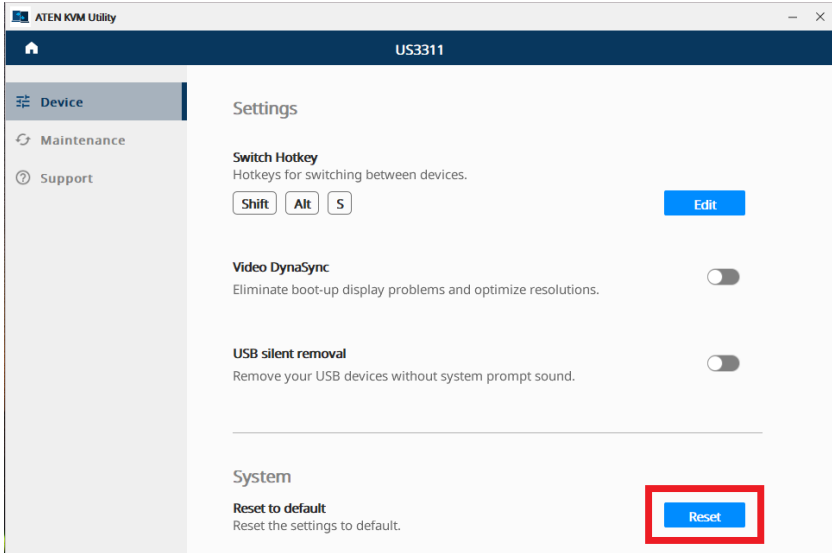 ATEN KVM Utility
US3311
Device
Maintenance
Support
Settings
Switch Hotkey
Hotkeys for switching between devices.
Shift Alt S
Edit
Video DynaSync
Eliminate boot-up display problems and optimize resolutions.
USB silent removal
Remove your USB devices without system prompt sound.
System
Reset to default
Reset the settings to default.
Reset